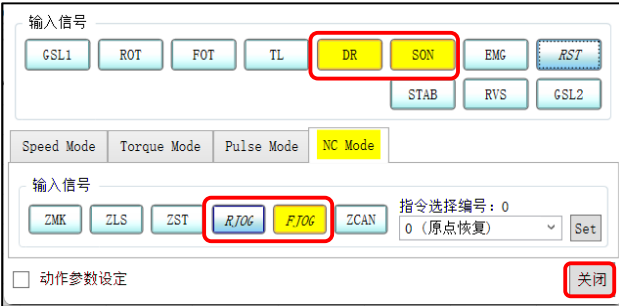 输入信号
GSL1 ROT FOT TL DR SON EMG RST
STAB RVS GSL2
Speed Mode Torque Mode Pulse Mode NC Mode
输入信号
指令选择编号：0
ZMK ZLS ZST RJOG FJOG ZCAN 0 （原点恢复） Set
动作参数设定 关闭